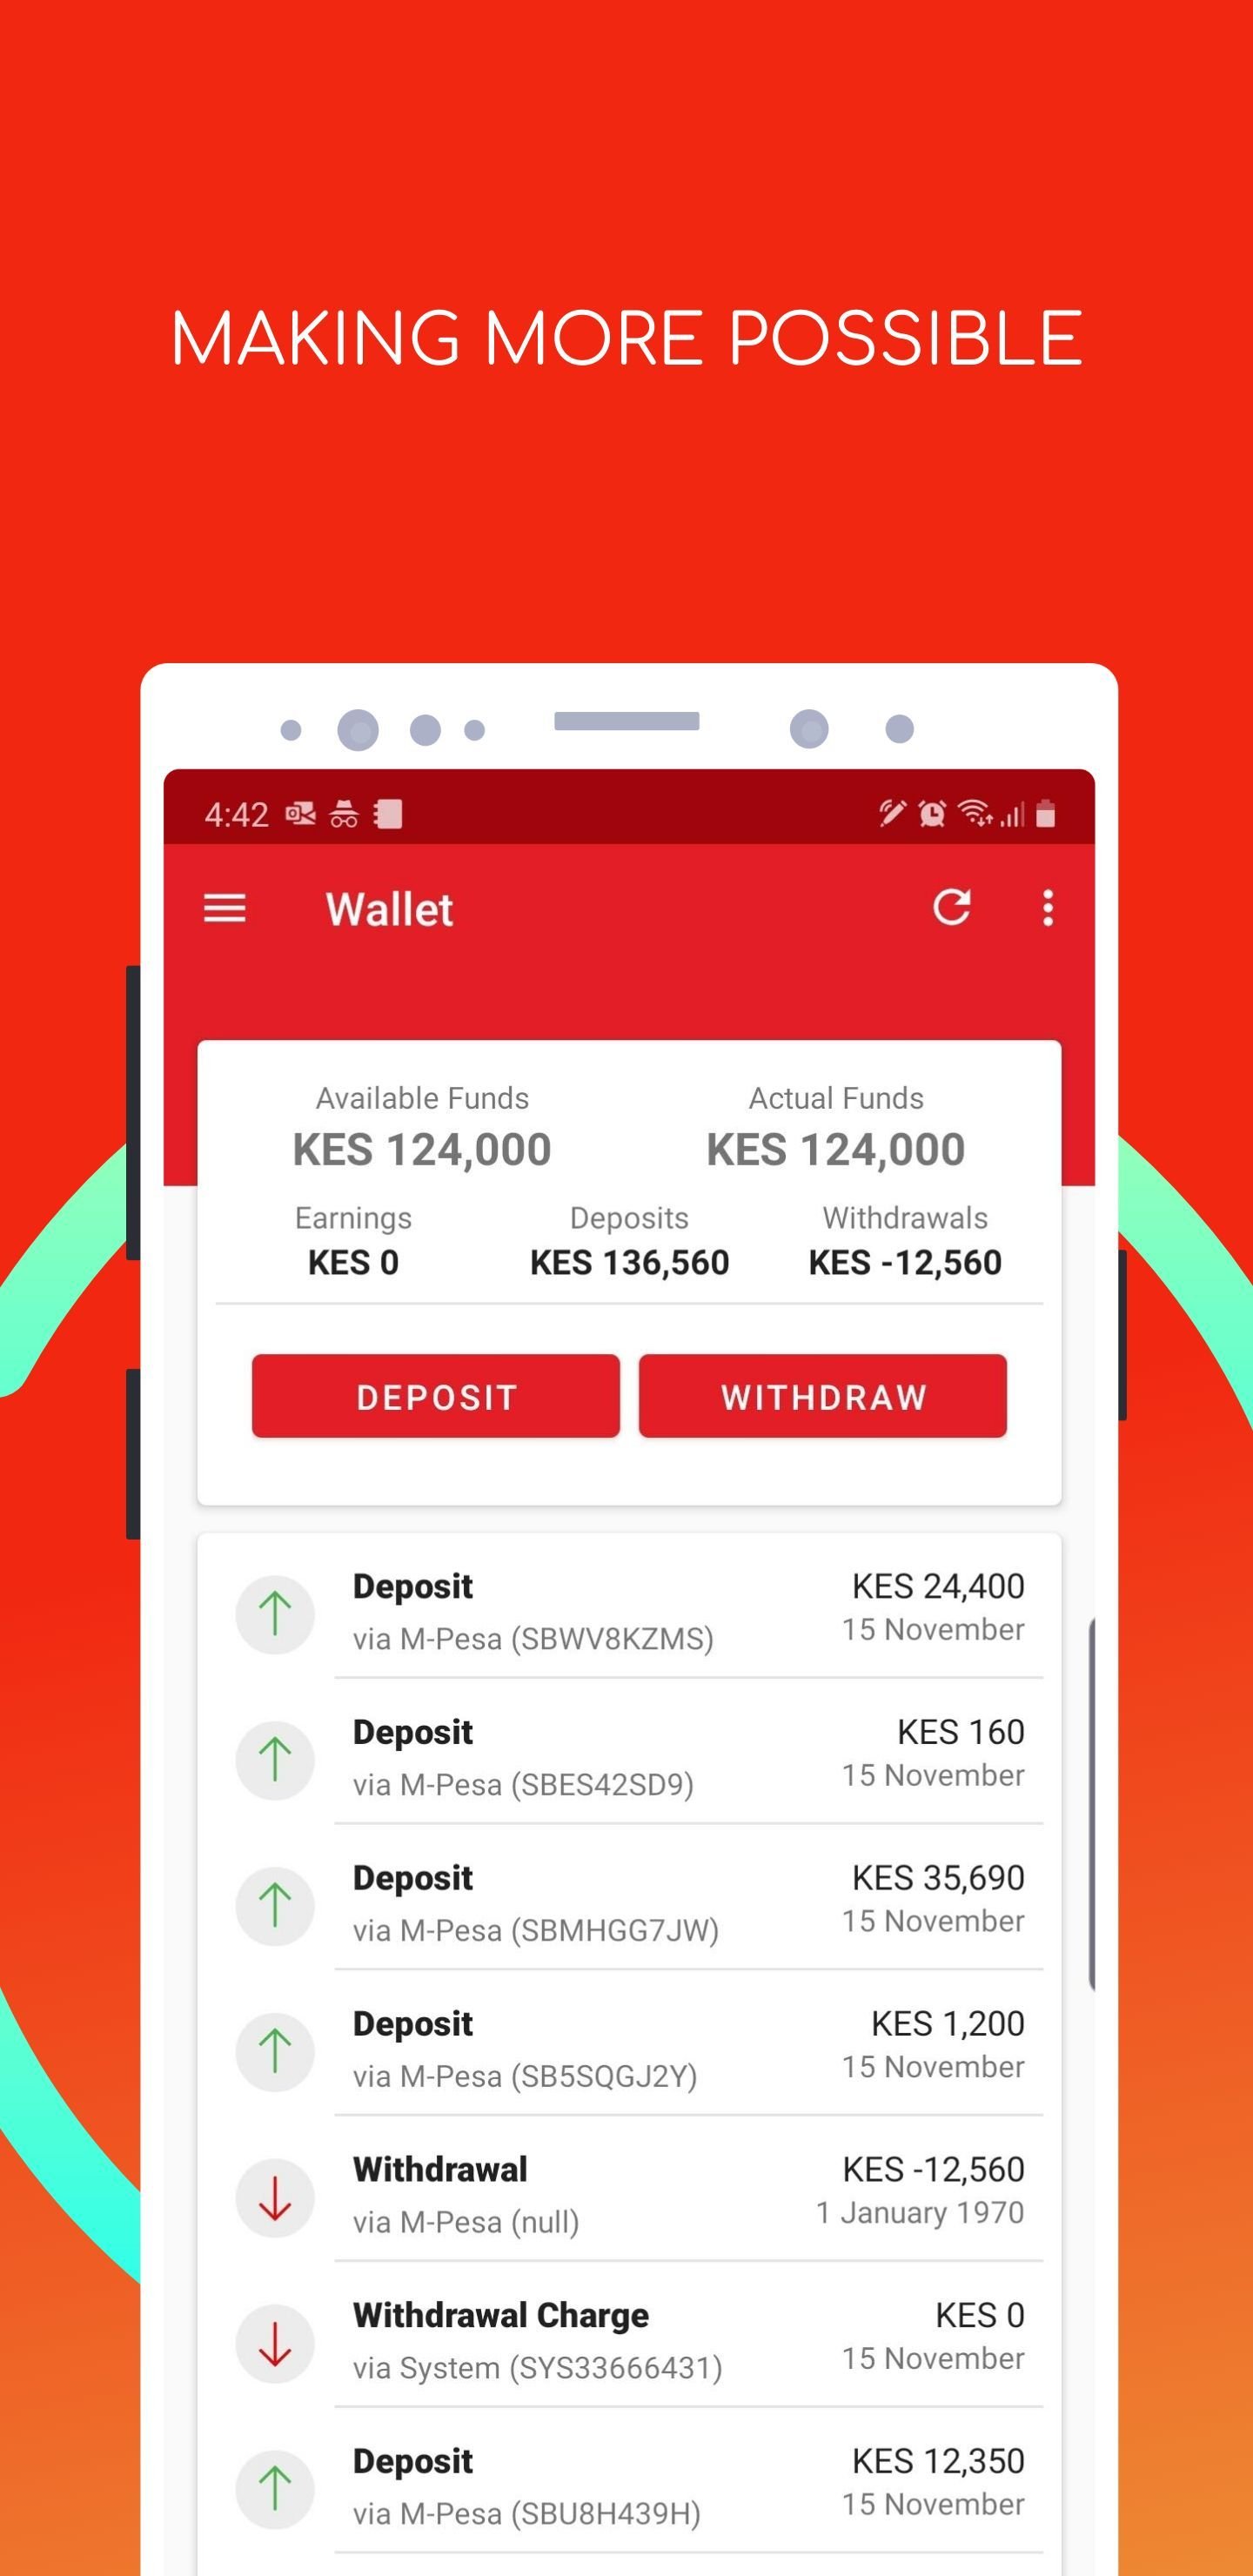 MAKING MORE POSSIBLE
4:42
Wallet
Available Funds Actual Funds
KES 124,000 KES 124,000
Earnings Deposits Withdrawals
KES 0 KES 136,560 KES -12,560
DEPOSIT WITHDRAW
Deposit KES 24,400
via M-Pesa (SBWV8KZMS) 15 November
Deposit KES 160
via M-Pesa (SBES42SD9) 15 November
Deposit KES 35,690
via M-Pesa (SBMHGG7JW) 15 November
Deposit KES 1,200
via M-Pesa (SB5SQGJ2Y) 15 November
Withdrawal KES -12,560
via M-Pesa (null) 1 January 1970
Withdrawal Charge KES 0
via System (SYS33666431) 15 November
Deposit KES 12,350
via M-Pesa (SBU8H439H) 15 November